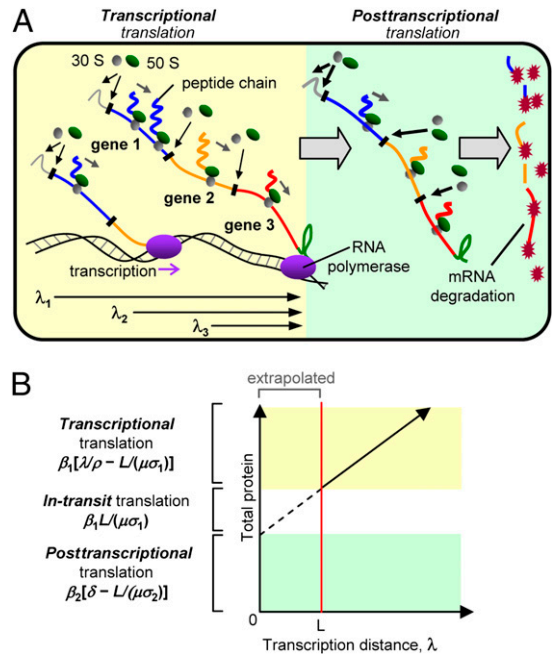 A
Transcriptional
translation
Posttranscriptional
translation
30 S
50 S
peptide chain
gene 1
gene 2
gene 3
RNA
polymerase
transcription
mRNA
degradation
λ1
λ2
λ3
B
extrapolated
Transcriptional
translation
β1[λ/ρ – L/(μσ1)]
In-transit translation
β1L/(μσ1)
Posttranscriptional
translation
β2[δ – L/(μσ2)]
Total protein
0
L
Transcription distance, λ